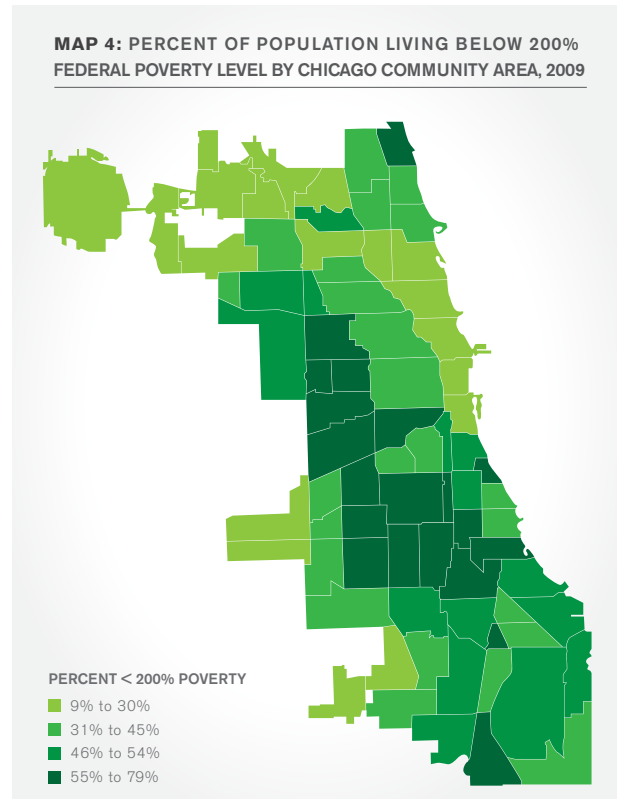 MAP 4: PERCENT OF POPULATION LIVING BELOW 200%
FEDERAL POVERTY LEVEL BY CHICAGO COMMUNITY AREA, 2009
PERCENT < 200% POVERTY
9% to 30%
31% to 45%
46% to 54%
55% to 79%